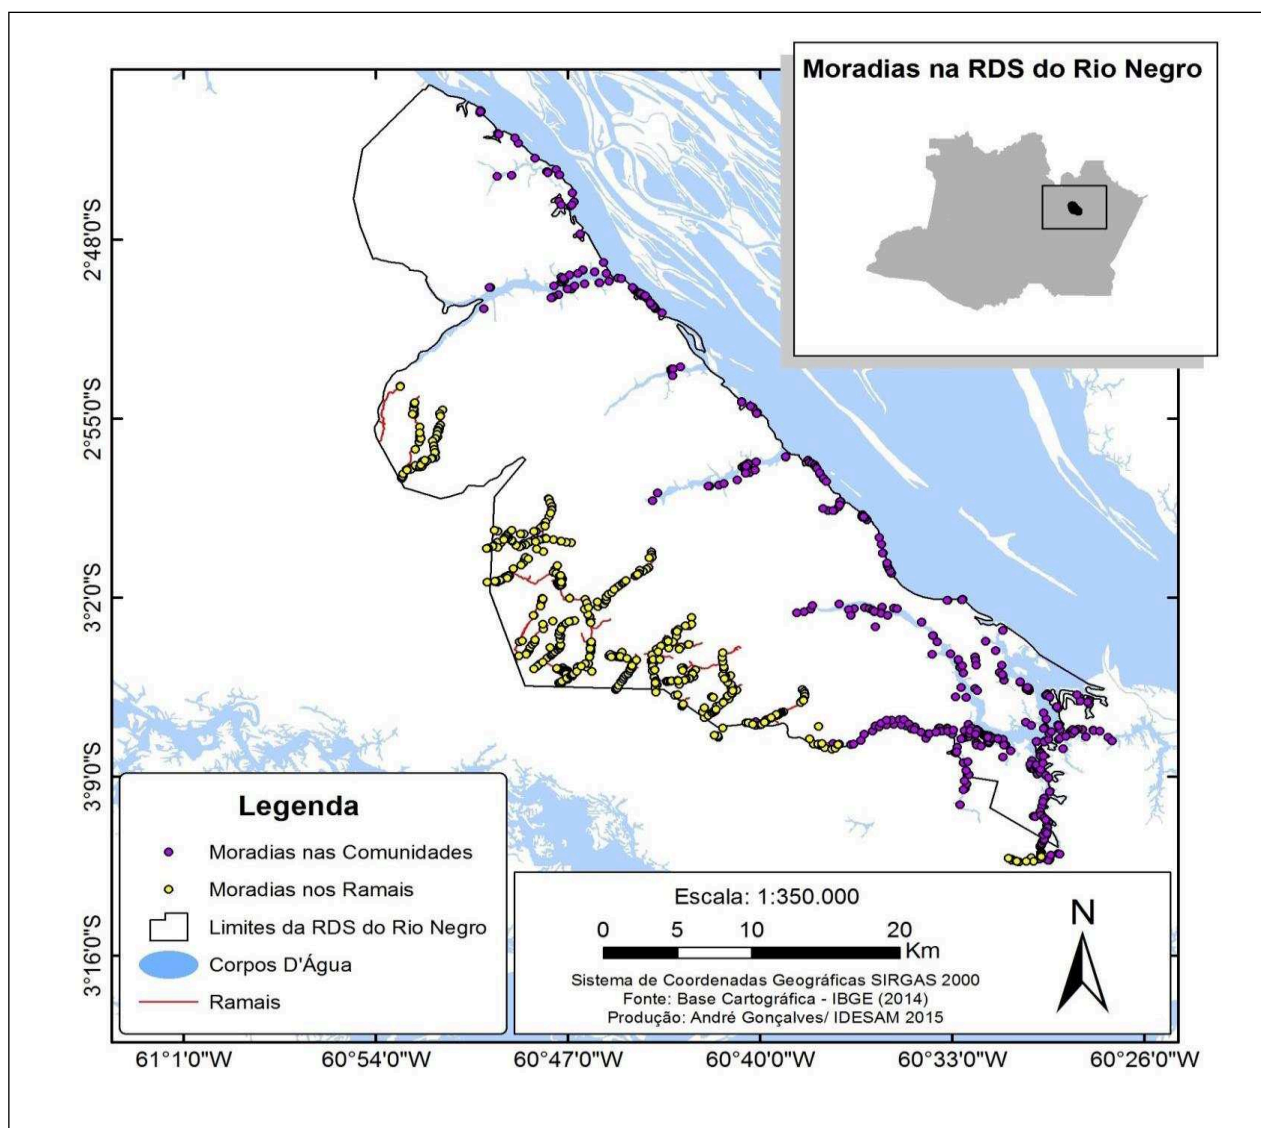 Moradias na RDS do Rio Negro
2°48'0"S
2°55'0"S
3°2'0"S
3°9'0"S
3°16'0"S
Legenda
Moradias nas Comunidades
Moradias nos Ramais
Limites da RDS do Rio Negro
Corpos D'Água
Ramais
Escala: 1:350.000
0 5 10 20
Km
Sistema de Coordenadas Geográficas SIRGAS 2000
Fonte: Base Cartográfica - IBGE (2014)
Produção: André Gonçalves/ IDESAM 2015
N
61°1'0"W 60°54'0"W 60°47'0"W 60°40'0"W 60°33'0"W 60°26'0"W